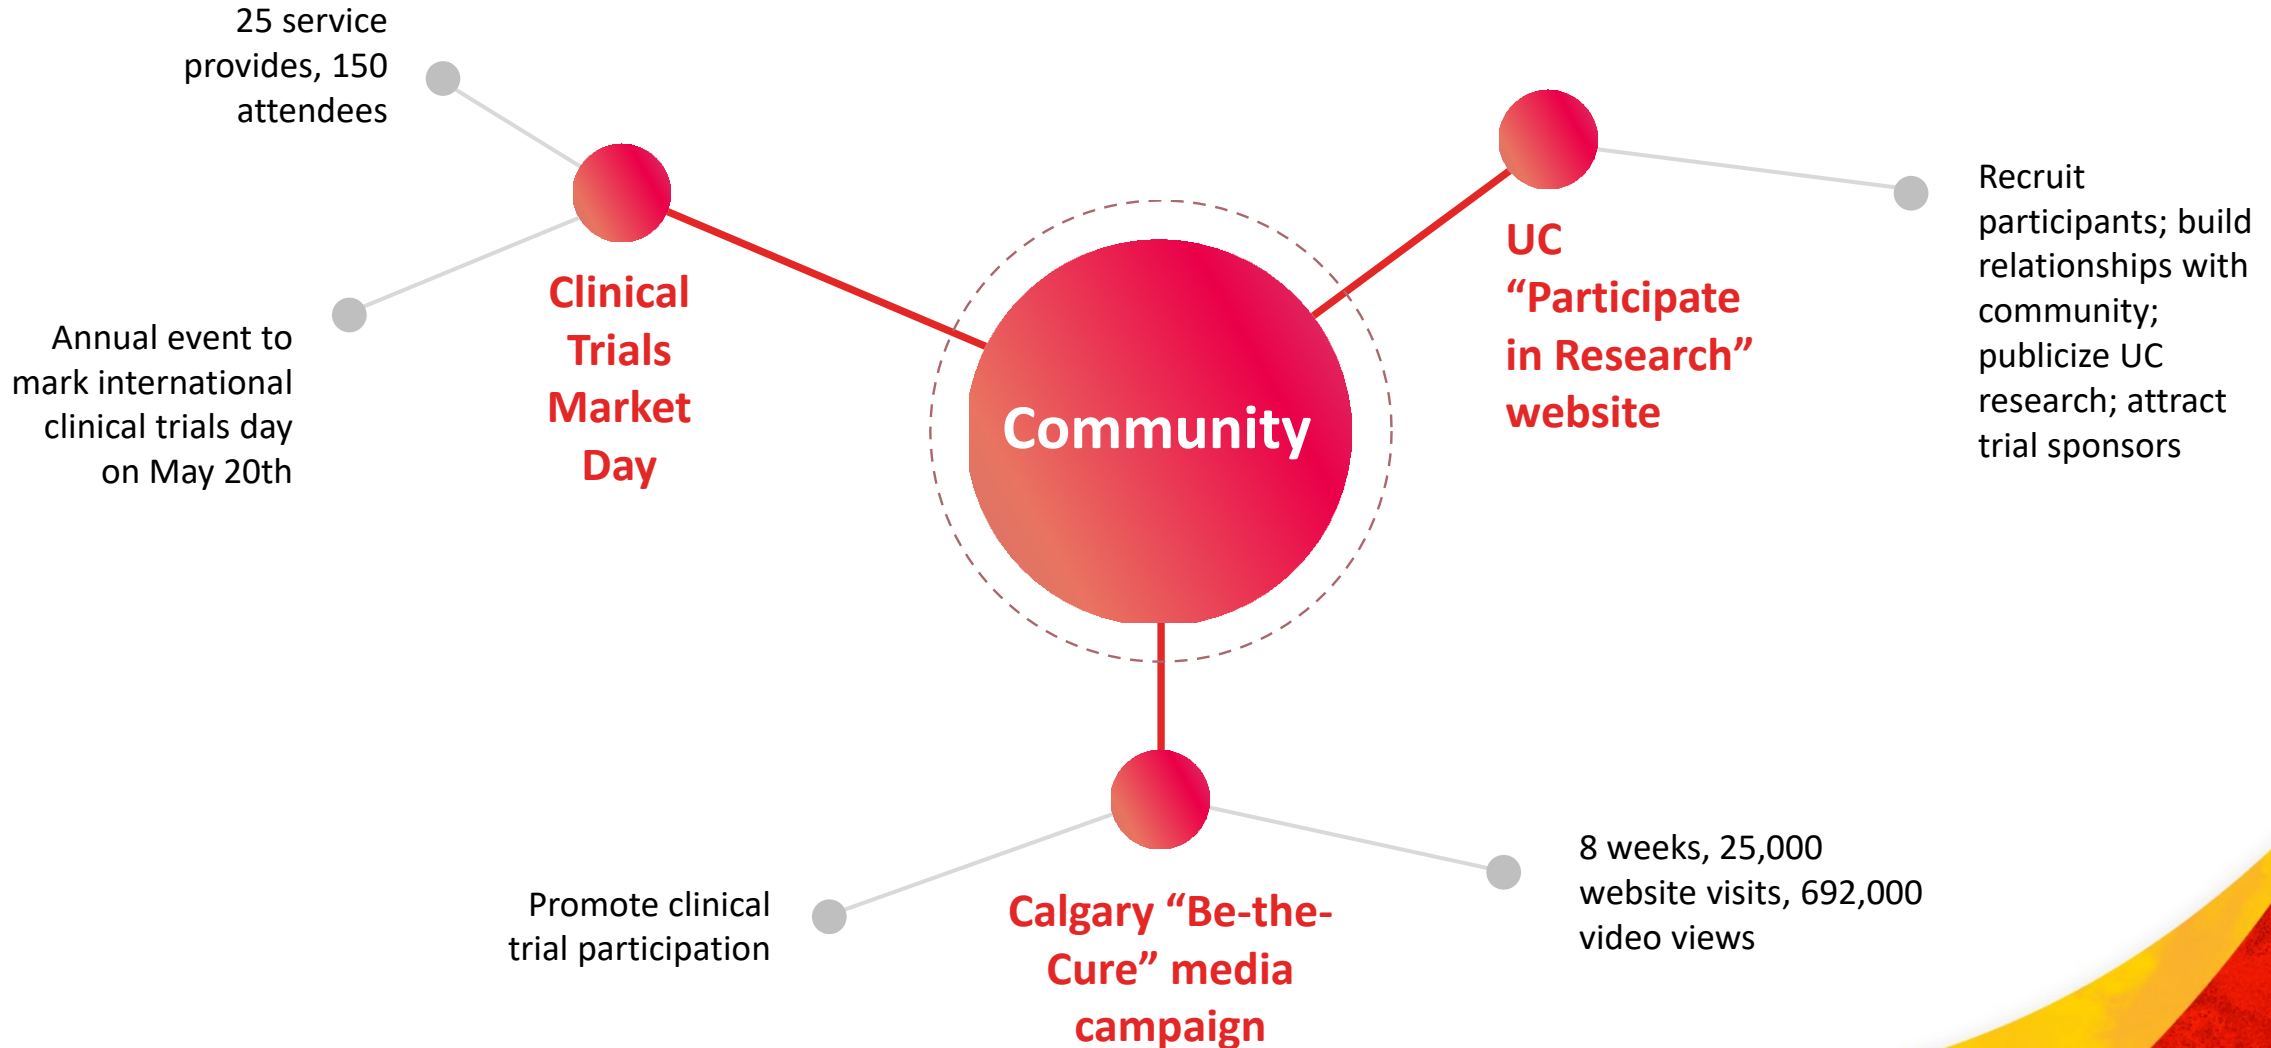 25 service
provides, 150
attendees
Annual event to
mark international
clinical trials day
on May 20th
Clinical
Trials
Market
Day
Community
UC
“Participate
in Research”
website
Recruit
participants; build
relationships with
community;
publicize UC
research; attract
trial sponsors
Promote clinical
trial participation
Calgary “Be-the-
Cure” media
campaign
8 weeks, 25,000
website visits, 692,000
video views